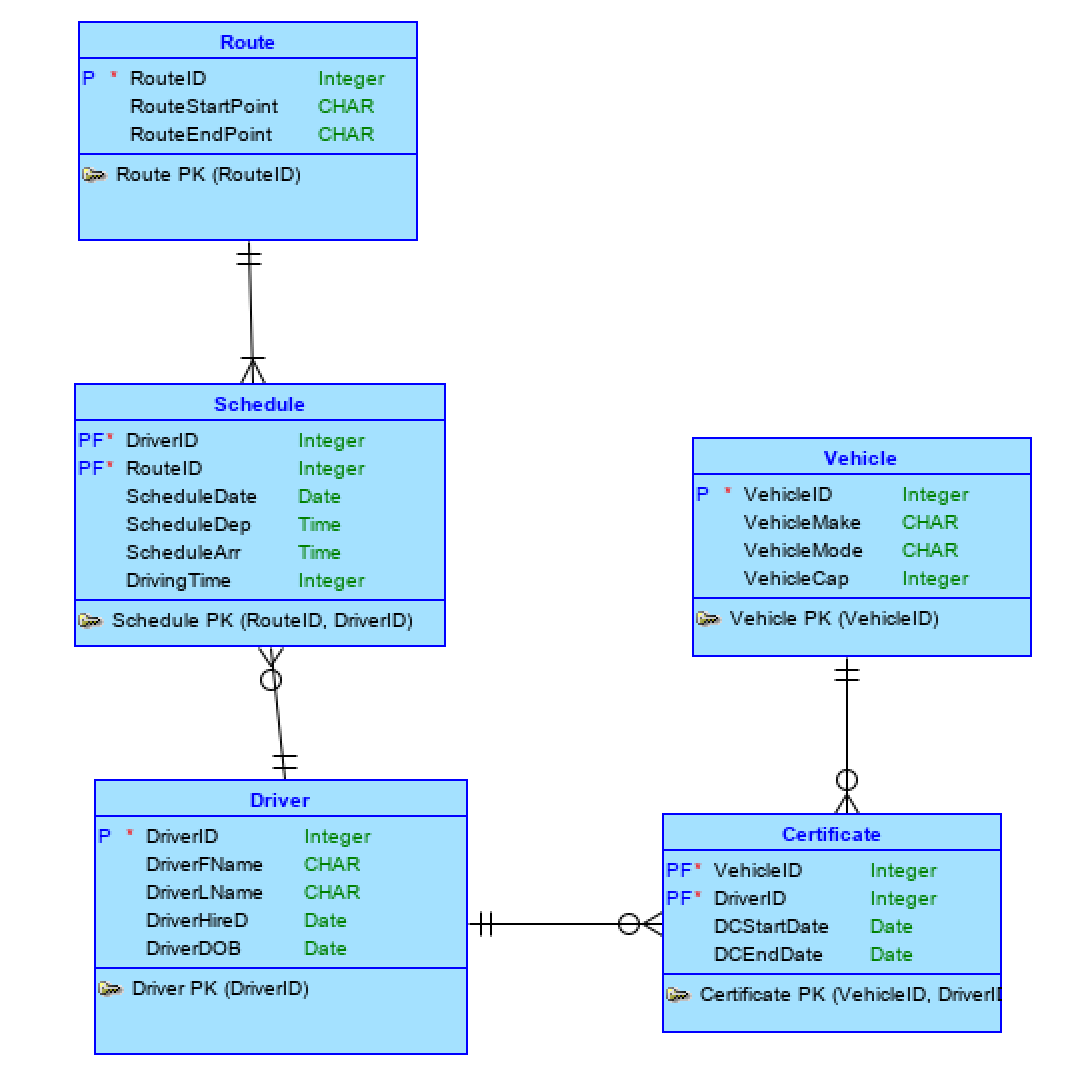 Route
P * RouteID Integer
RouteStartPoint CHAR
RouteEndPoint CHAR
Route PK (RouteID)
Schedule
PF* DriverID Integer
PF* RouteID Integer
ScheduleDate Date
ScheduleDep Time
ScheduleArr Time
DrivingTime Integer
Schedule PK (RouteID, DriverID)
Vehicle
P * VehicleID Integer
VehicleMake CHAR
VehicleMode CHAR
VehicleCap Integer
Vehicle PK (VehicleID)
Driver
P * DriverID Integer
DriverFName CHAR
DriverLName CHAR
DriverHireD Date
DriverDOB Date
Driver PK (DriverID)
Certificate
PF* VehicleID Integer
PF* DriverID Integer
DCStartDate Date
DCEndDate Date
Certificate PK (VehicleID, DriverI